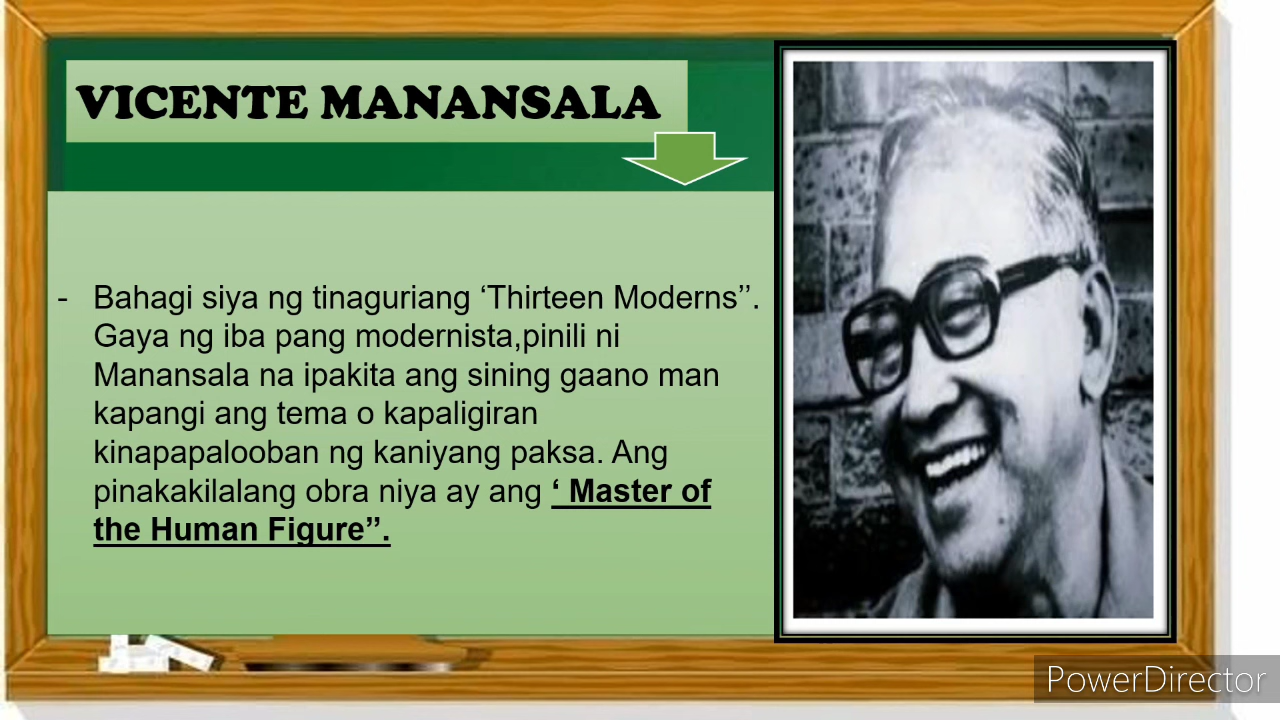 VICENTE MANANSALA
- Bahagi siya ng tinaguriang ‘Thirteen Moderns’’.
Gaya ng iba pang modernista,pinili ni
Manansala na ipakita ang sining gaano man
kapangi ang tema o kapaligiran
kinapapalooban ng kaniyang paksa. Ang
pinakakilalang obra niya ay ang ‘ Master of
the Human Figure’’.
PowerDirector